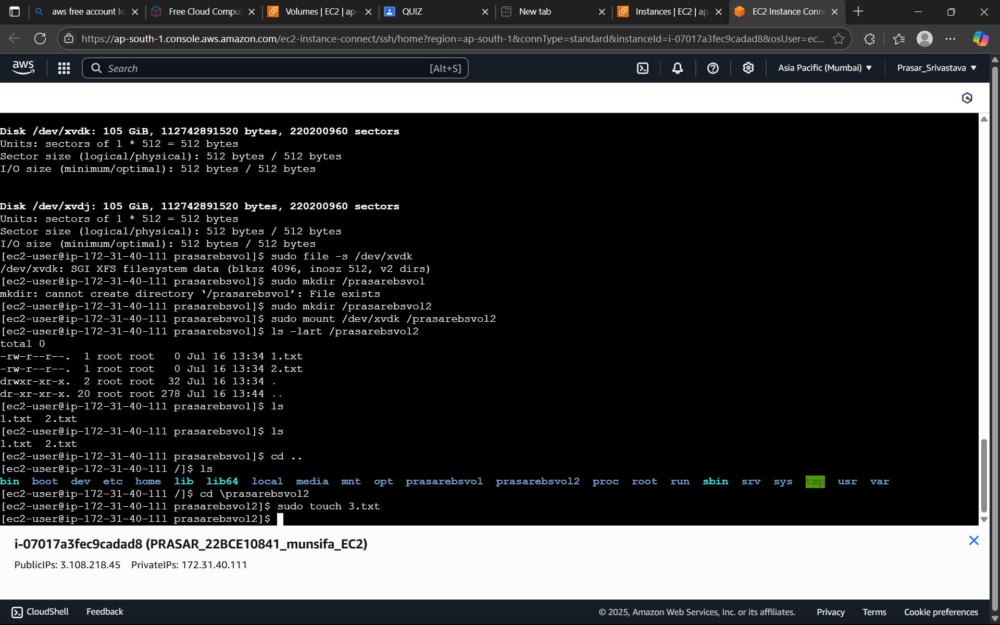 aws free account lo
Free Cloud Comput
Volumes | EC2 | ap-
QUIZ
New tab
Instances | EC2 | ap
EC2 Instance Conn
https://ap-south-1.console.aws.amazon.com/ec2-instance-connect/ssh/home?region=ap-south-1&connType=standard&instanceId=i-07017a3fec9cadad8&osUser=ec...
aws
Search
[Alt+S]
Asia Pacific (Mumbai)
Prasar_Srivastava
Disk /dev/xvdk: 105 GiB, 112742891520 bytes, 220200960 sectors
Units: sectors of 1 * 512 = 512 bytes
Sector size (logical/physical): 512 bytes / 512 bytes
I/O size (minimum/optimal): 512 bytes / 512 bytes
Disk /dev/xvdj: 105 GiB, 112742891520 bytes, 220200960 sectors
Units: sectors of 1 * 512 = 512 bytes
Sector size (logical/physical): 512 bytes / 512 bytes
I/O size (minimum/optimal): 512 bytes / 512 bytes
[ec2-user@ip-172-31-40-111 prasarebsvol]$ sudo file -s /dev/xvdk
/dev/xvdk: SGI XFS filesystem data (blksz 4096, inosz 512, v2 dirs)
[ec2-user@ip-172-31-40-111 prasarebsvol]$ sudo mkdir /prasarebsvol
mkdir: cannot create directory ‘/prasarebsvol’: File exists
[ec2-user@ip-172-31-40-111 prasarebsvol]$ sudo mkdir /prasarebsvol2
[ec2-user@ip-172-31-40-111 prasarebsvol]$ sudo mount /dev/xvdk /prasarebsvol2
[ec2-user@ip-172-31-40-111 prasarebsvol]$ ls -lart /prasarebsvol2
total 0
-rw-r--r--.  1 root root   0 Jul 16 13:34 1.txt
-rw-r--r--.  1 root root   0 Jul 16 13:34 2.txt
drwxr-xr-x.  2 root root  32 Jul 16 13:34 .
dr-xr-xr-x. 20 root root 278 Jul 16 13:44 ..
[ec2-user@ip-172-31-40-111 prasarebsvol]$ ls
1.txt  2.txt
[ec2-user@ip-172-31-40-111 prasarebsvol]$ ls
1.txt  2.txt
[ec2-user@ip-172-31-40-111 prasarebsvol]$ cd ..
[ec2-user@ip-172-31-40-111 /]$ ls
bin  boot  dev  etc  home  lib  lib64  local  media  mnt  opt  prasarebsvol  prasarebsvol2  proc  root  run  sbin  srv  sys  tmp  usr  var
[ec2-user@ip-172-31-40-111 /]$ cd \prasarebsvol2
[ec2-user@ip-172-31-40-111 prasarebsvol2]$ sudo touch 3.txt
[ec2-user@ip-172-31-40-111 prasarebsvol2]$
i-07017a3fec9cadad8 (PRASAR_22BCE10841_munsifa_EC2)
PublicIPs: 3.108.218.45    PrivateIPs: 172.31.40.111
CloudShell
Feedback
© 2025, Amazon Web Services, Inc. or its affiliates.
Privacy
Terms
Cookie preferences